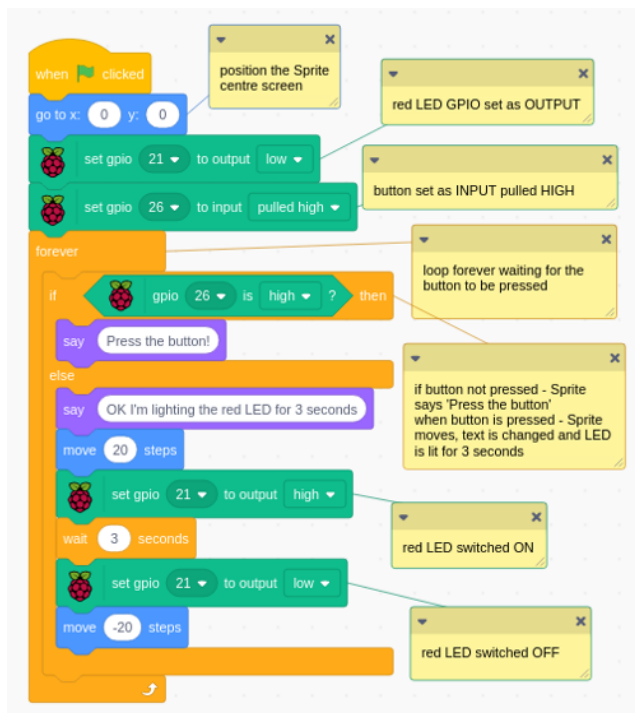 when clicked
position the Sprite
centre screen
go to x: 0 y: 0
red LED GPIO set as OUTPUT
set gpio 21 to output low
button set as INPUT pulled HIGH
set gpio 26 to input pulled high
forever
loop forever waiting for the
button to be pressed
if gpio 26 is high ? then
say Press the button!
else
if button not pressed - Sprite
says 'Press the button'
when button is pressed - Sprite
moves, text is changed and LED
is lit for 3 seconds
say OK I'm lighting the red LED for 3 seconds
move 20 steps
set gpio 21 to output high
red LED switched ON
wait 3 seconds
set gpio 21 to output low
move -20 steps
red LED switched OFF